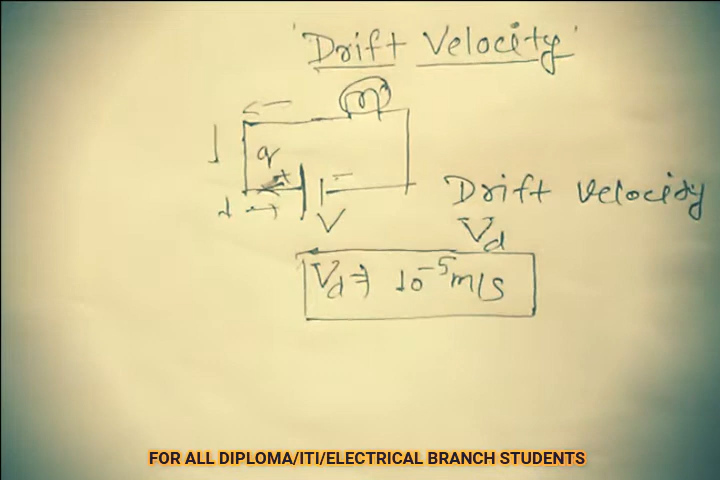 'Drift Velocity'
q
+
V
Drift Velocity
Vd
Vd ⇒ 10⁻⁵ m/s
FOR ALL DIPLOMA/ITI/ELECTRICAL BRANCH STUDENTS